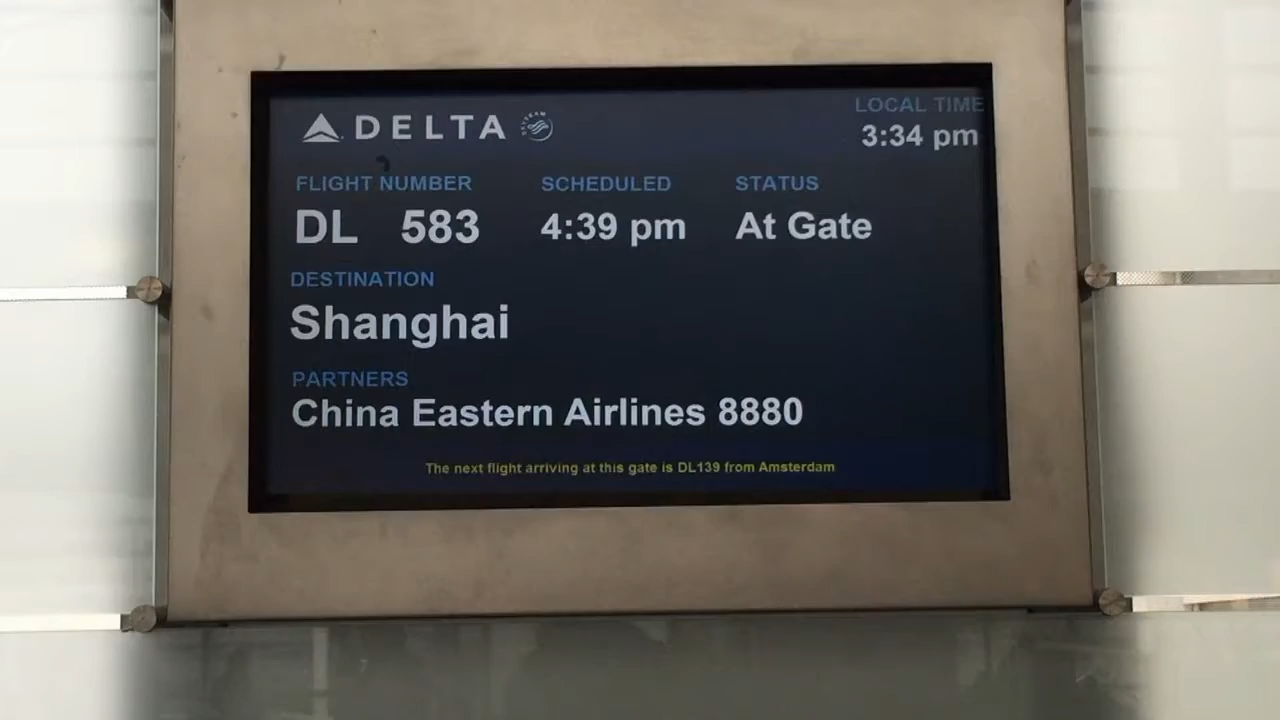 DELTA SKYTEAM
LOCAL TIME
3:34 pm
FLIGHT NUMBER SCHEDULED STATUS
DL 583 4:39 pm At Gate
DESTINATION
Shanghai
PARTNERS
China Eastern Airlines 8880
The next flight arriving at this gate is DL139 from Amsterdam